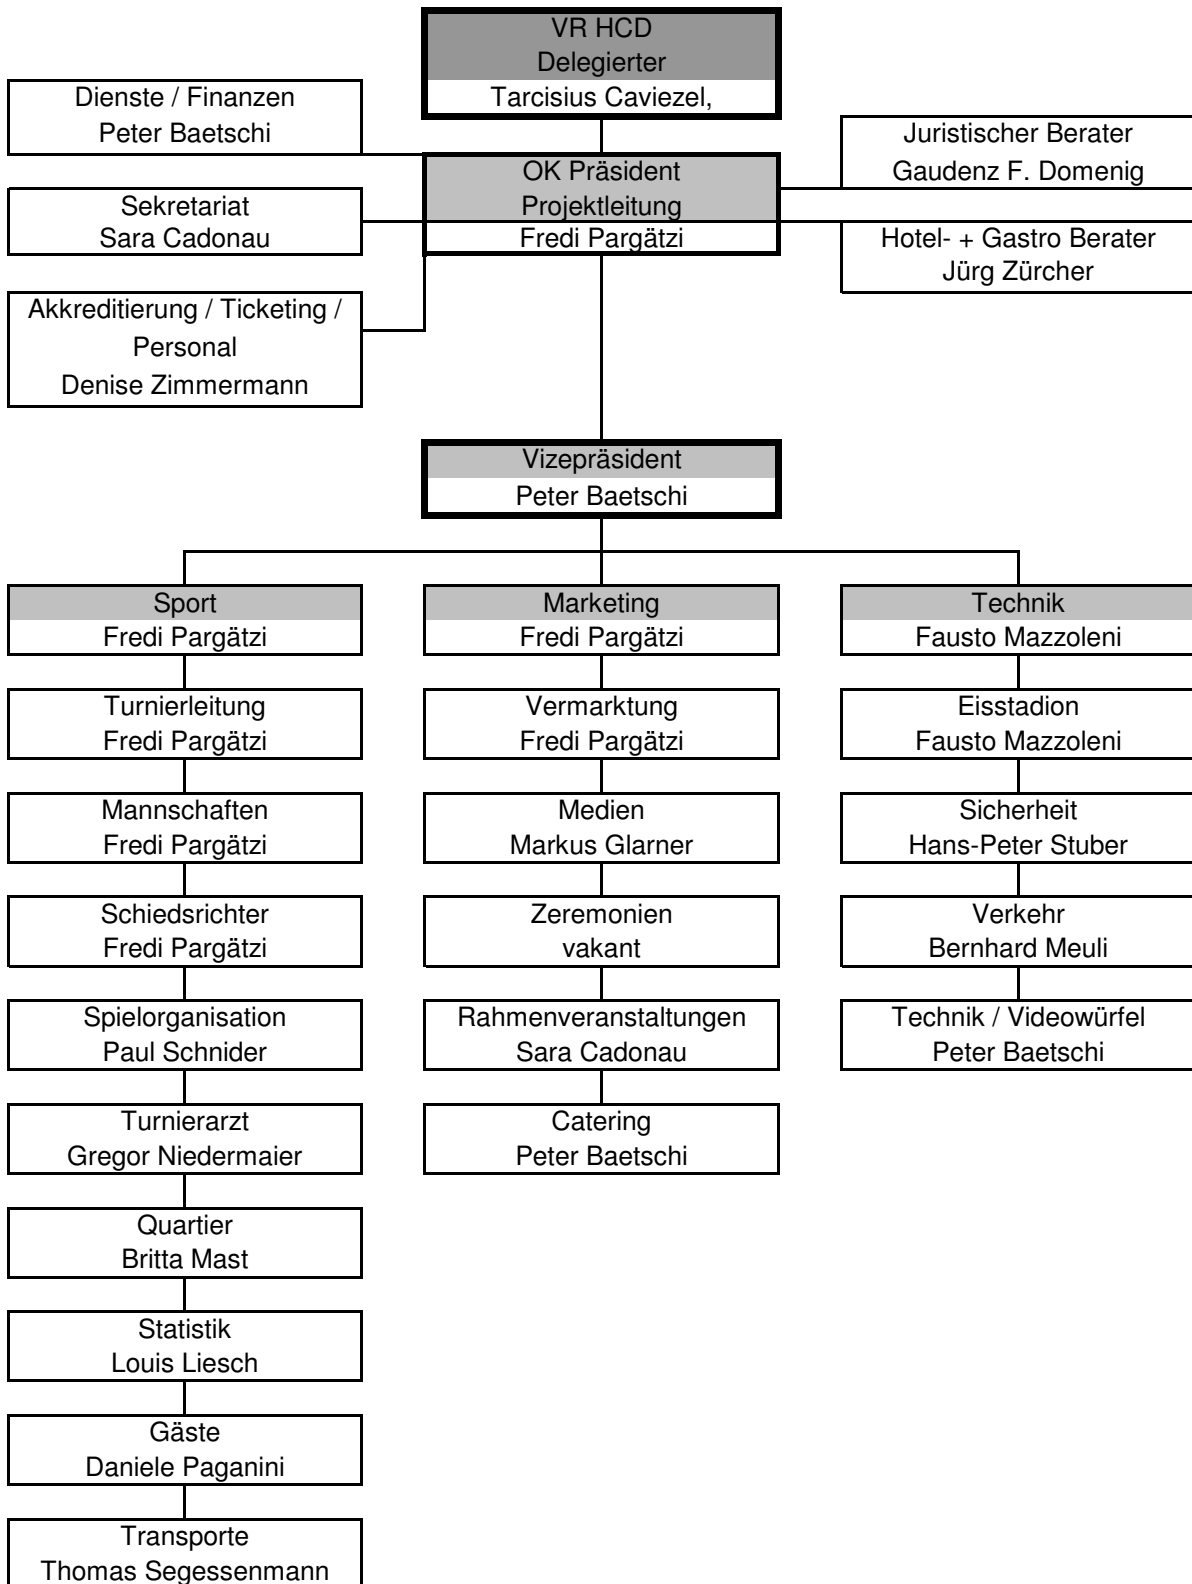 VR HCD
Delegierter
Tarcisius Caviezel,
Dienste / Finanzen
Peter Baetschi
Juristischer Berater
Gaudenz F. Domenig
OK Präsident
Projektleitung
Fredi Pargätzi
Sekretariat
Sara Cadonau
Hotel- + Gastro Berater
Jürg Zürcher
Akkreditierung / Ticketing /
Personal
Denise Zimmermann
Vizepräsident
Peter Baetschi
Sport
Fredi Pargätzi
Turnierleitung
Fredi Pargätzi
Mannschaften
Fredi Pargätzi
Schiedsrichter
Fredi Pargätzi
Spielorganisation
Paul Schnider
Turnierarzt
Gregor Niedermaier
Quartier
Britta Mast
Statistik
Louis Liesch
Gäste
Daniele Paganini
Transporte
Thomas Segessenmann
Marketing
Fredi Pargätzi
Vermarktung
Fredi Pargätzi
Medien
Markus Glarner
Zeremonien
vakant
Rahmenveranstaltungen
Sara Cadonau
Catering
Peter Baetschi
Technik
Fausto Mazzoleni
Eisstadion
Fausto Mazzoleni
Sicherheit
Hans-Peter Stuber
Verkehr
Bernhard Meuli
Technik / Videowürfel
Peter Baetschi